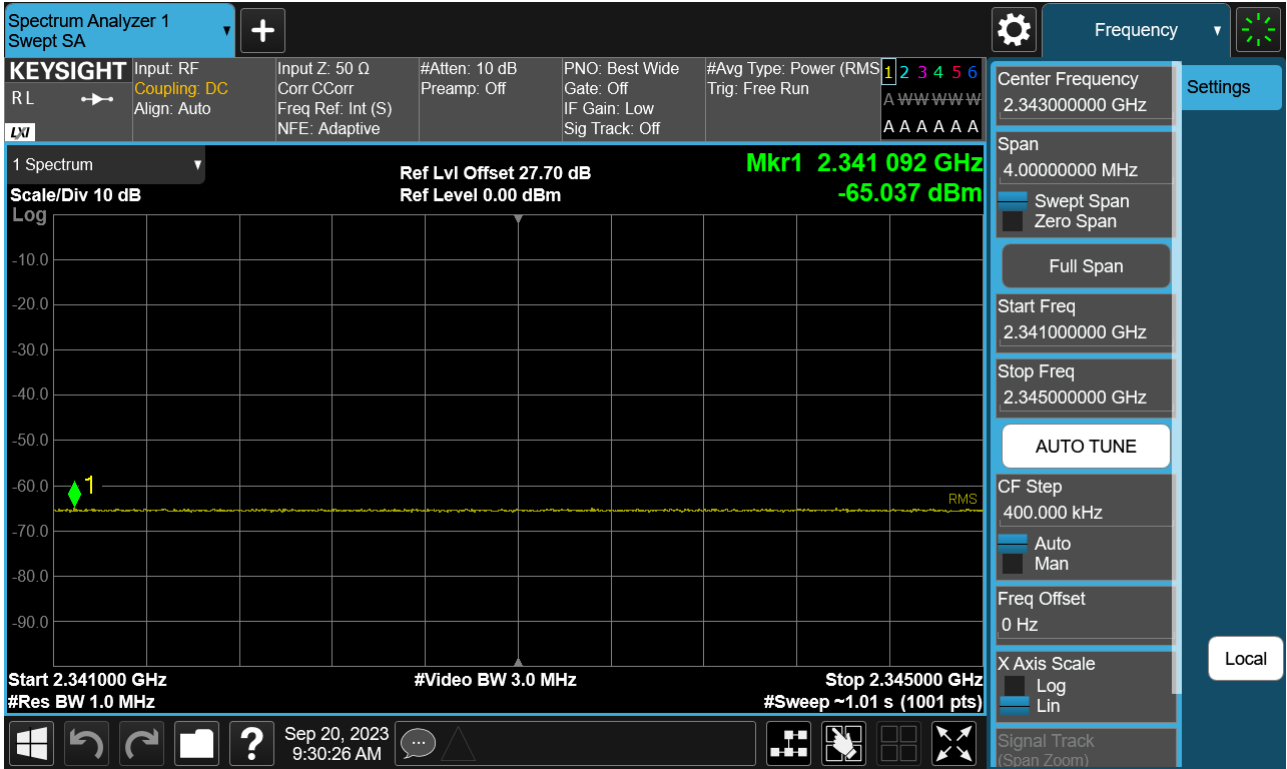 Spectrum Analyzer 1
Swept SA
Frequency
KEYSIGHT
R L
LXI
Input: RF
Coupling: DC
Align: Auto
Input Z: 50 Ω
Corr CCorr
Freq Ref: Int (S)
NFE: Adaptive
#Atten: 10 dB
Preamp: Off
PNO: Best Wide
Gate: Off
IF Gain: Low
Sig Track: Off
#Avg Type: Power (RMS
Trig: Free Run
1 2 3 4 5 6
A W W W W W
A A A A A A
1 Spectrum
Scale/Div 10 dB
Log
Ref Lvl Offset 27.70 dB
Ref Level 0.00 dBm
Mkr1 2.341 092 GHz
-65.037 dBm
-10.0
-20.0
-30.0
-40.0
-50.0
-60.0
-70.0
-80.0
-90.0
1
RMS
Start 2.341000 GHz
#Res BW 1.0 MHz
#Video BW 3.0 MHz
Stop 2.345000 GHz
#Sweep ~1.01 s (1001 pts)
Center Frequency
2.343000000 GHz
Span
4.00000000 MHz
Swept Span
Zero Span
Full Span
Start Freq
2.341000000 GHz
Stop Freq
2.345000000 GHz
AUTO TUNE
CF Step
400.000 kHz
Auto
Man
Freq Offset
0 Hz
X Axis Scale
Log
Lin
Signal Track
(Span Zoom)
Settings
Local
?
Sep 20, 2023
9:30:26 AM